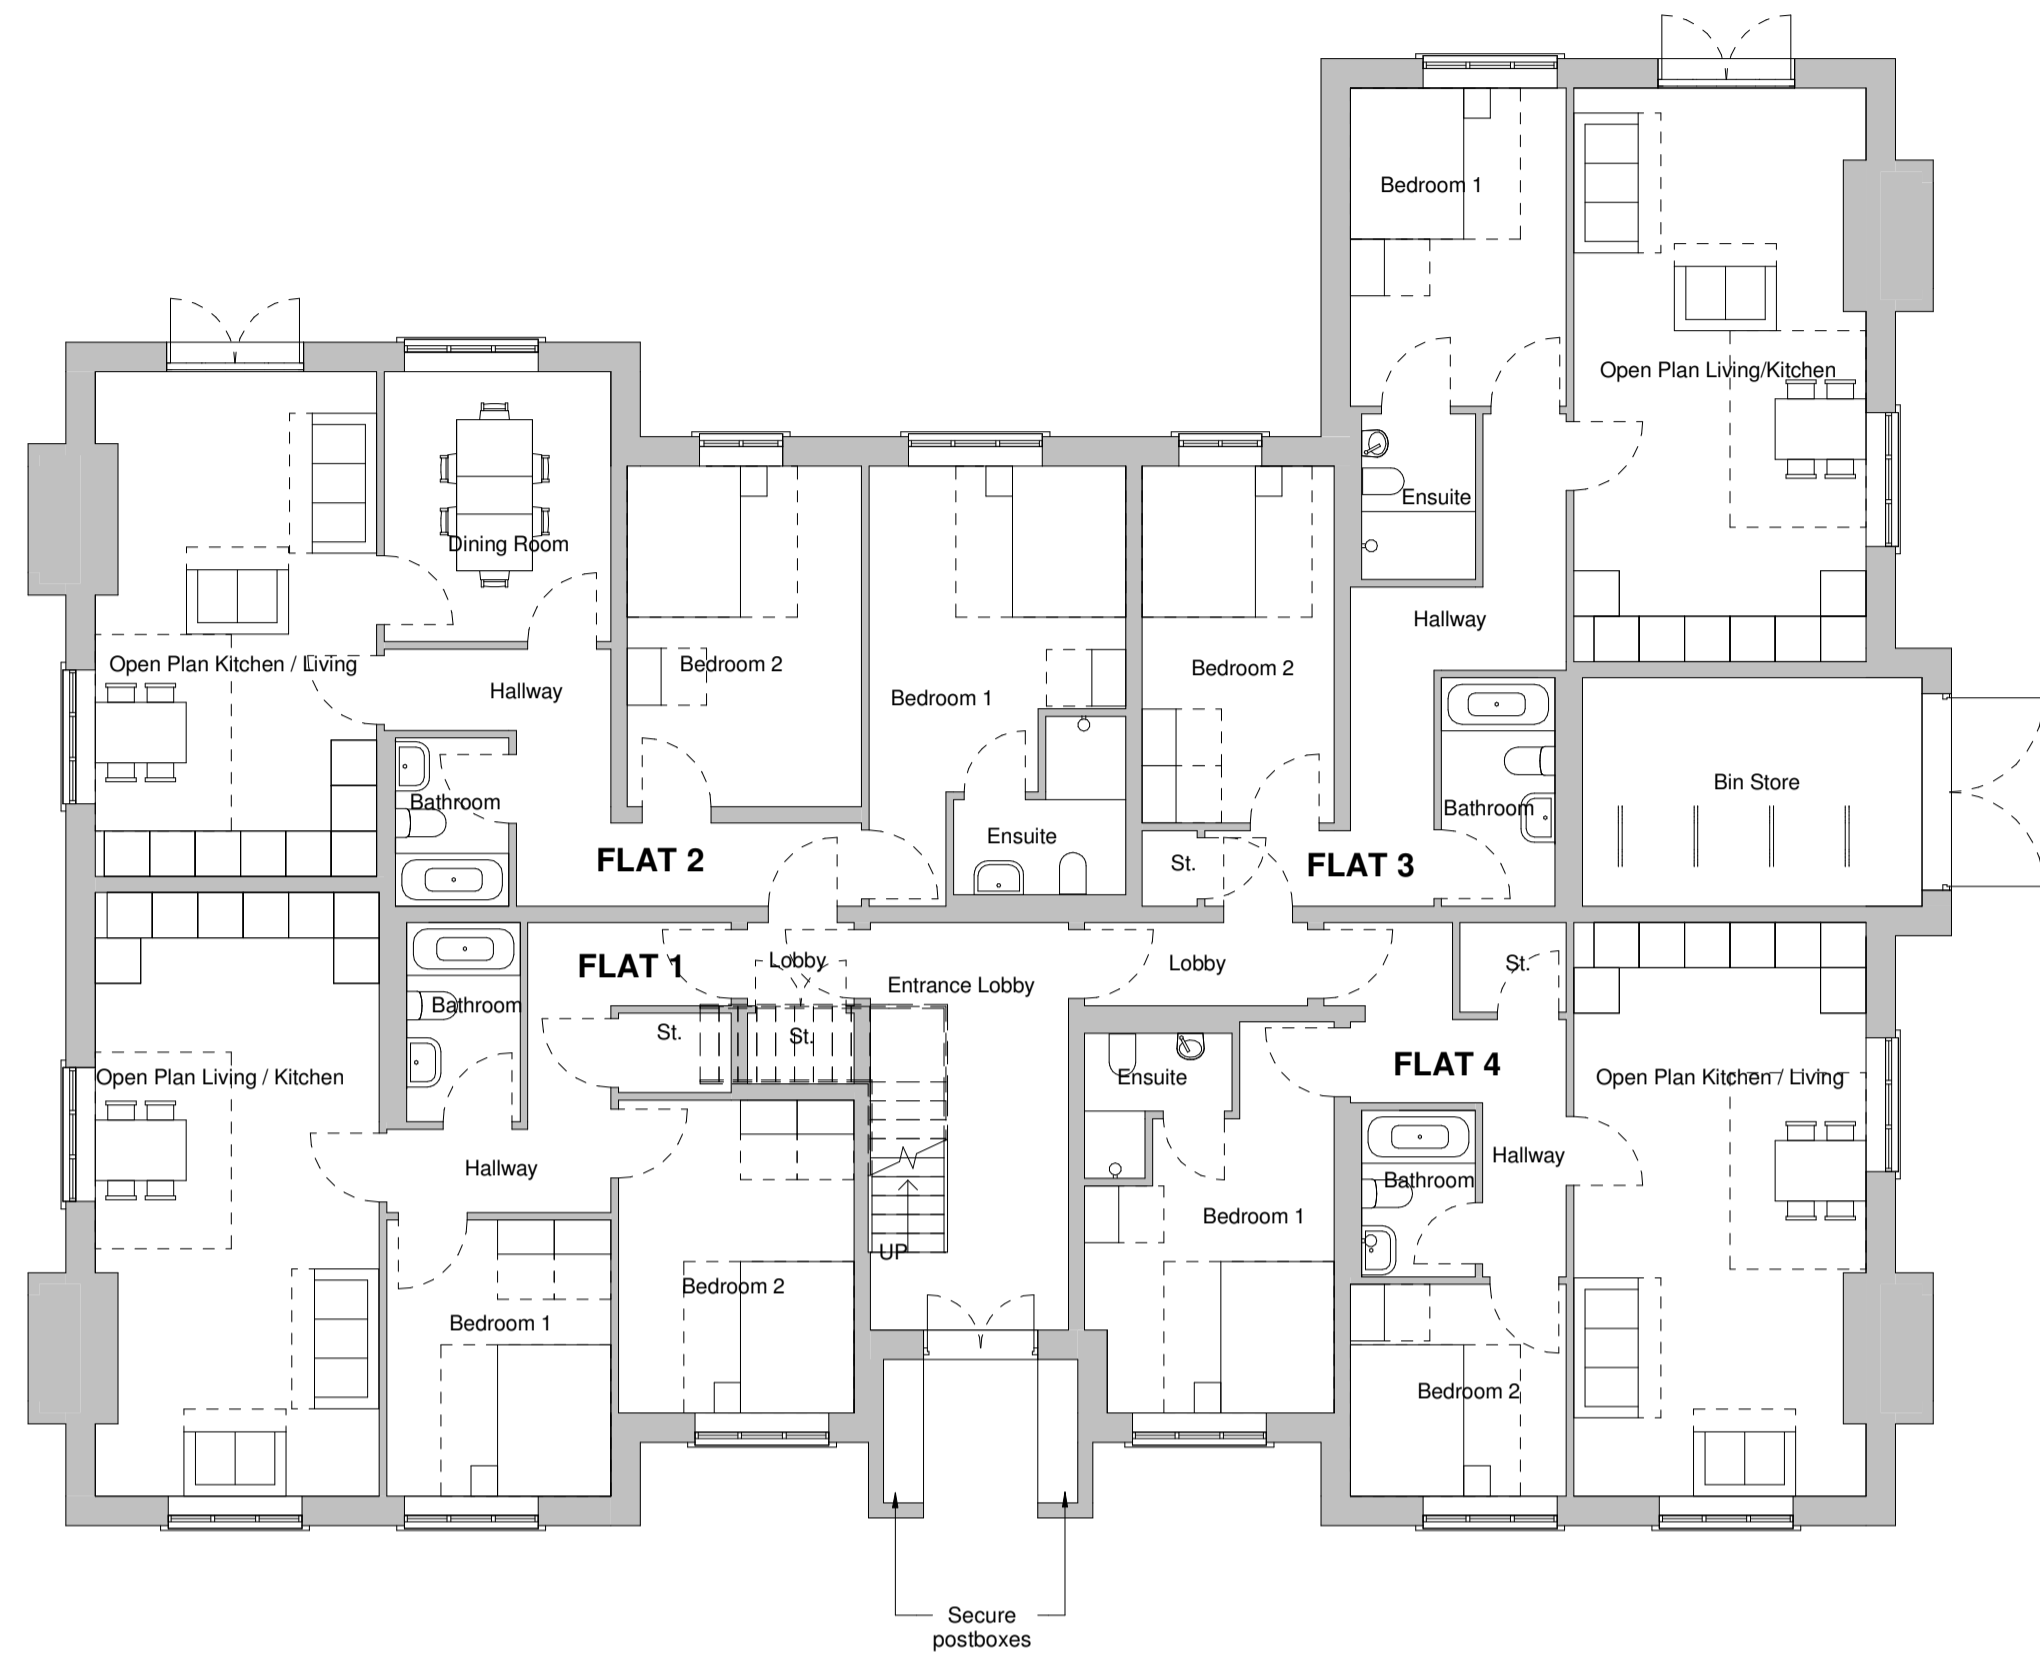 Bedroom 1
Open Plan Living/Kitchen
Ensuite
Dining Room
Hallway
Open Plan Kitchen / Living
Bedroom 2
Bedroom 2
Hallway
Bedroom 1
Bin Store
Bathroom
Bathroom
Ensuite
FLAT 2
St.
FLAT 3
FLAT 1
Lobby
Lobby
St.
Entrance Lobby
Bathroom
St.
St.
FLAT 4
Open Plan Living / Kitchen
Ensuite
Open Plan Kitchen / Living
Hallway
Hallway
Bathroom
Bedroom 1
UP
Bedroom 2
Bedroom 1
Bedroom 2
Secure
postboxes